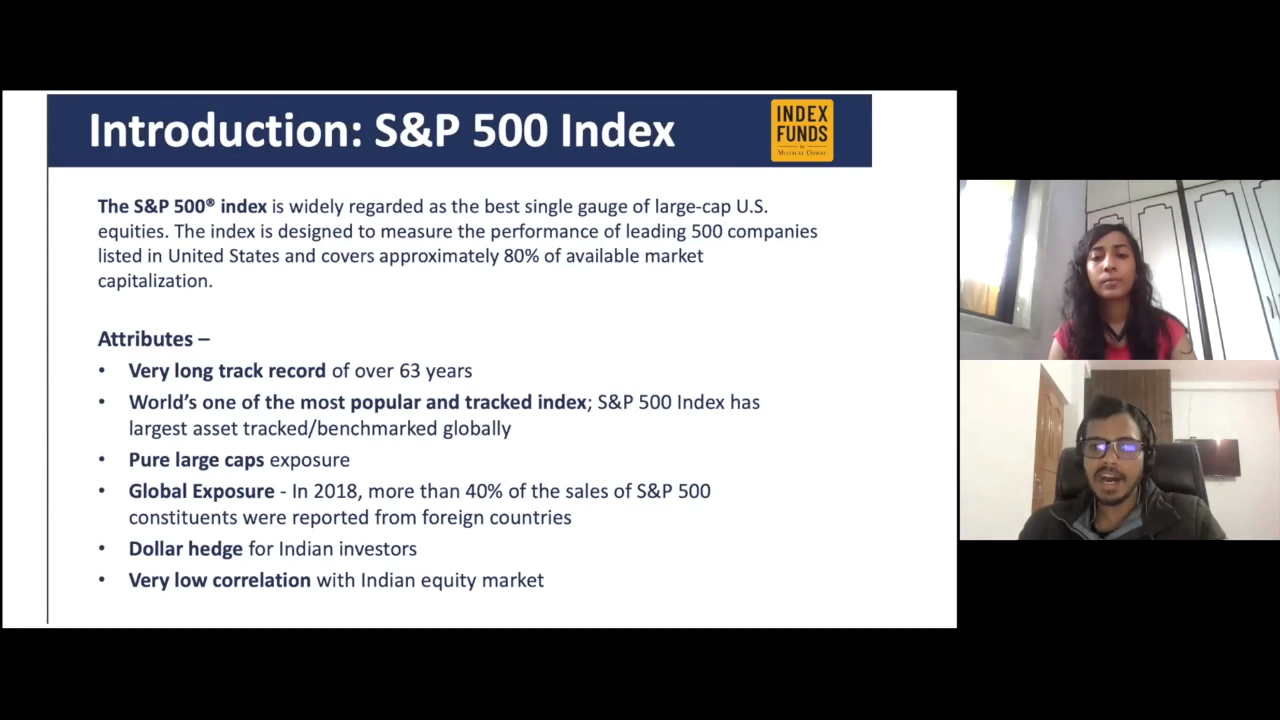 Introduction: S&P 500 Index
INDEX
FUNDS
by
MOTILAL OSWAL
The S&P 500® index is widely regarded as the best single gauge of large-cap U.S.
equities. The index is designed to measure the performance of leading 500 companies
listed in United States and covers approximately 80% of available market
capitalization.
Attributes –
• Very long track record of over 63 years
• World's one of the most popular and tracked index; S&P 500 Index has
largest asset tracked/benchmarked globally
• Pure large caps exposure
• Global Exposure - In 2018, more than 40% of the sales of S&P 500
constituents were reported from foreign countries
• Dollar hedge for Indian investors
• Very low correlation with Indian equity market